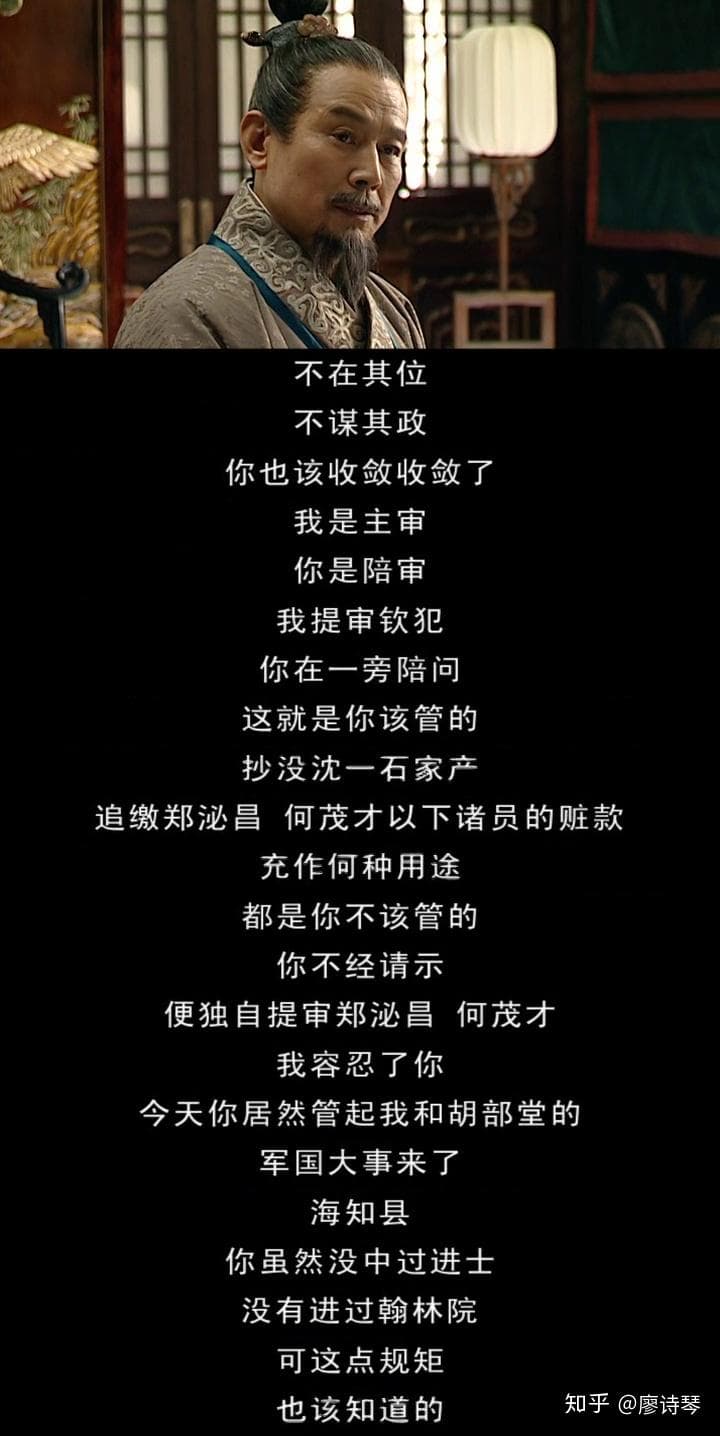 不在其位
不谋其政
你也该收敛收敛了
我是主审
你是陪审
我提审钦犯
你在一旁陪问
这就是你该管的
抄没沈一石家产
追缴郑泌昌 何茂才以下诸员的赃款
充作何种用途
都是你不该管的
你不经请示
便独自提审郑泌昌 何茂才
我容忍了你
今天你居然管起我和胡部堂的
军国大事来了
海知县
你虽然没中过进士
没有进过翰林院
可这点规矩
也该知道的
知乎 @廖诗琴